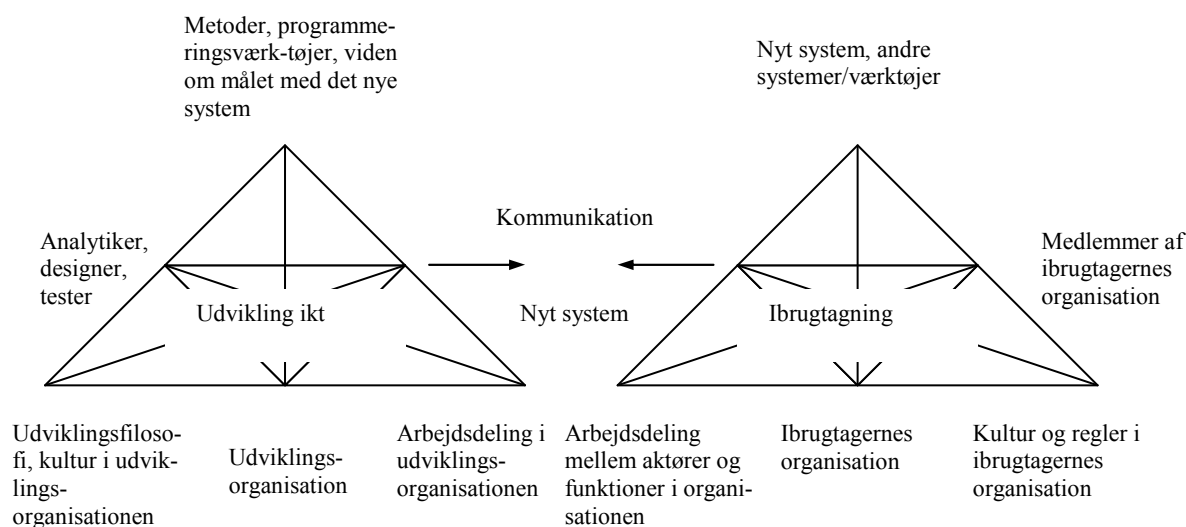 Metoder, programme-
ringsværk-tøjer, viden
om målet med det nye
system
Nyt system, andre
systemer/værktøjer
Kommunikation
Analytiker,
designer,
tester
Medlemmer af
ibrugtagernes
organisation
Udvikling ikt
Nyt system
Ibrugtagning
Udviklingsfiloso-
fi, kultur i udvik-
lings-
organisationen
Udviklings-
organisation
Arbejdsdeling i
udviklings-
organisationen
Arbejdsdeling
mellem aktører og
funktioner i organi-
sationen
Ibrugtagernes
organisation
Kultur og regler i
ibrugtagernes
organisation